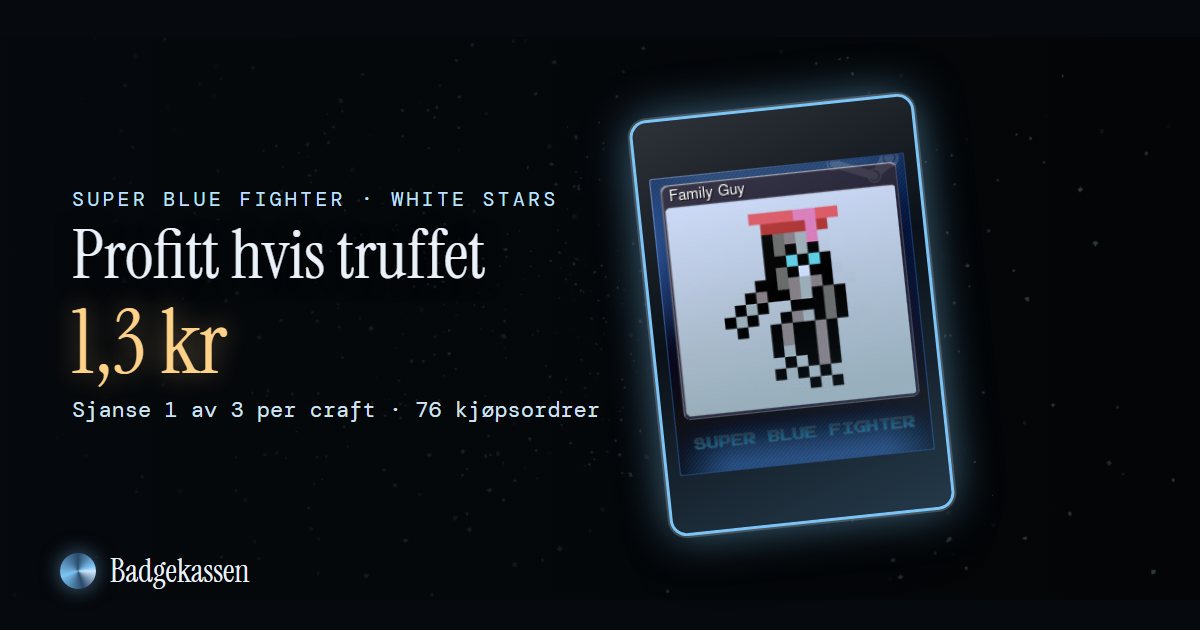 SUPER BLUE FIGHTER · WHITE STARS
Profitt hvis truffet
1,3 kr
Sjanse 1 av 3 per craft · 76 kjøpsordrer
Family Guy
SUPER BLUE FIGHTER
Badgekassen